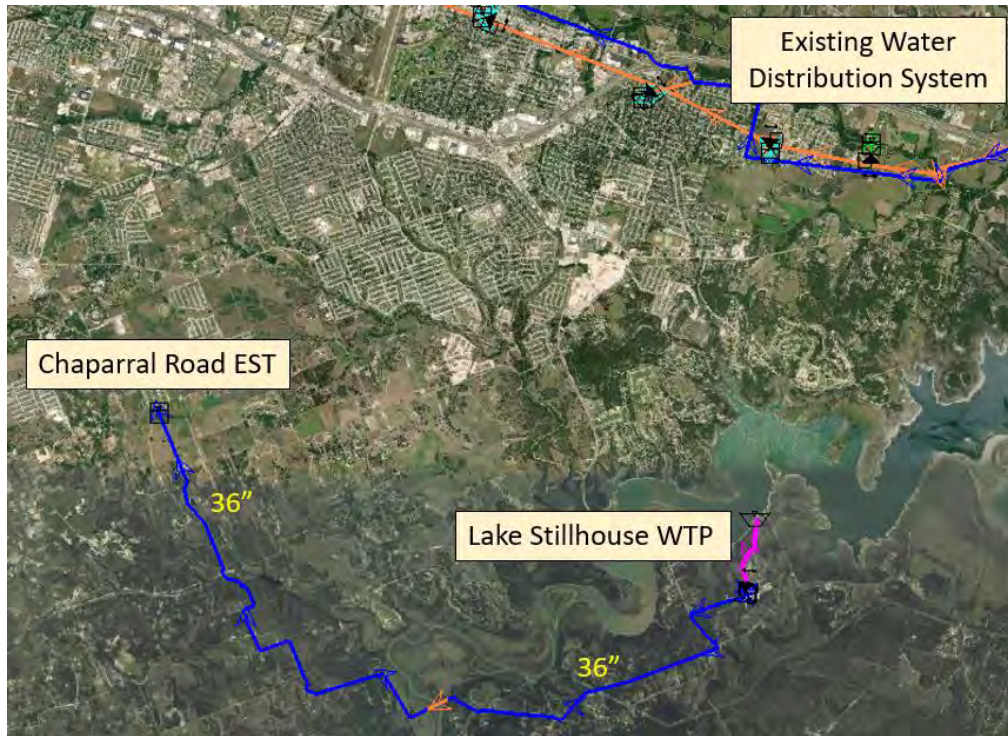 Existing Water
Distribution System
Chaparral Road EST
36”
Lake Stillhouse WTP
36”